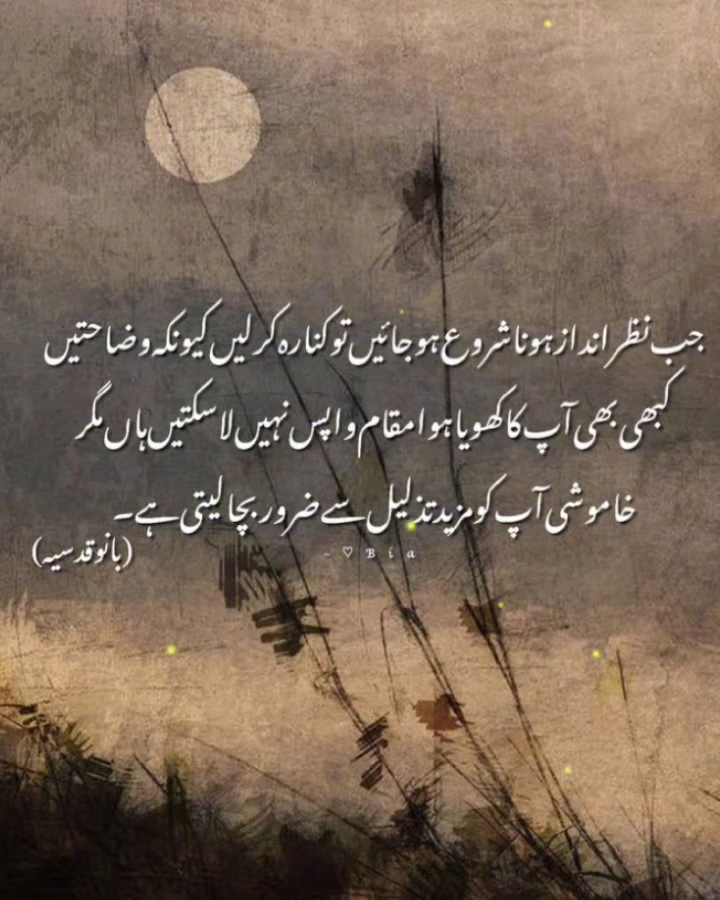 جب نظر انداز ہونا شروع ہو جائیں تو کنارہ کر لیں کیونکہ وضاحتیں
کبھی بھی آپ کا کھویا ہوا مقام واپس نہیں لا سکتیں ہاں مگر
خاموشی آپ کو مزید تذلیل سے ضرور بچا لیتی ہے۔
(بانو قدسیہ)
~ ♡ B i a